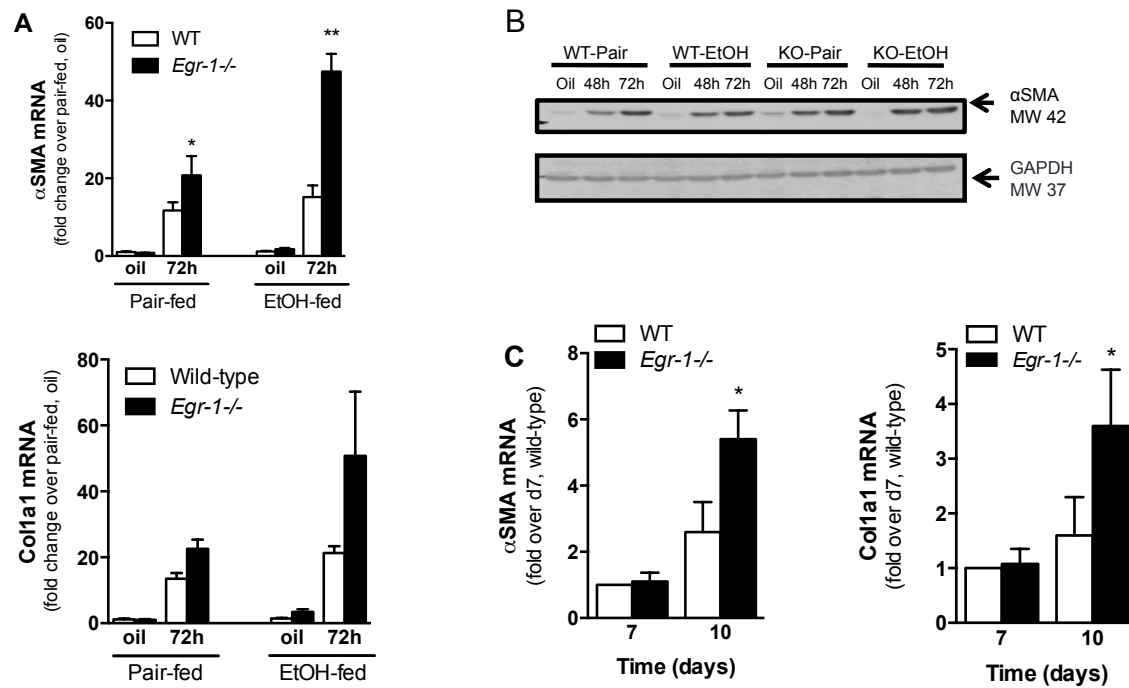 A
αSMA mRNA
(fold change over pair-fed, oil)
60
40
20
0
WT
Egr-1-/-
*
**
oil 72h oil 72h
Pair-fed EtOH-fed
Col1a1 mRNA
(fold change over pair-fed, oil)
80
60
40
20
0
Wild-type
Egr-1-/-
oil 72h oil 72h
Pair-fed EtOH-fed
B
WT-Pair WT-EtOH KO-Pair KO-EtOH
Oil 48h 72h Oil 48h 72h Oil 48h 72h Oil 48h 72h
αSMA
MW 42
GAPDH
MW 37
C
αSMA mRNA
(fold over d7, wild-type)
8
6
4
2
0
WT
Egr-1-/-
*
7 10
Time (days)
Col1a1 mRNA
(fold over d7, wild-type)
5
4
3
2
1
0
WT
Egr-1-/-
*
7 10
Time (days)